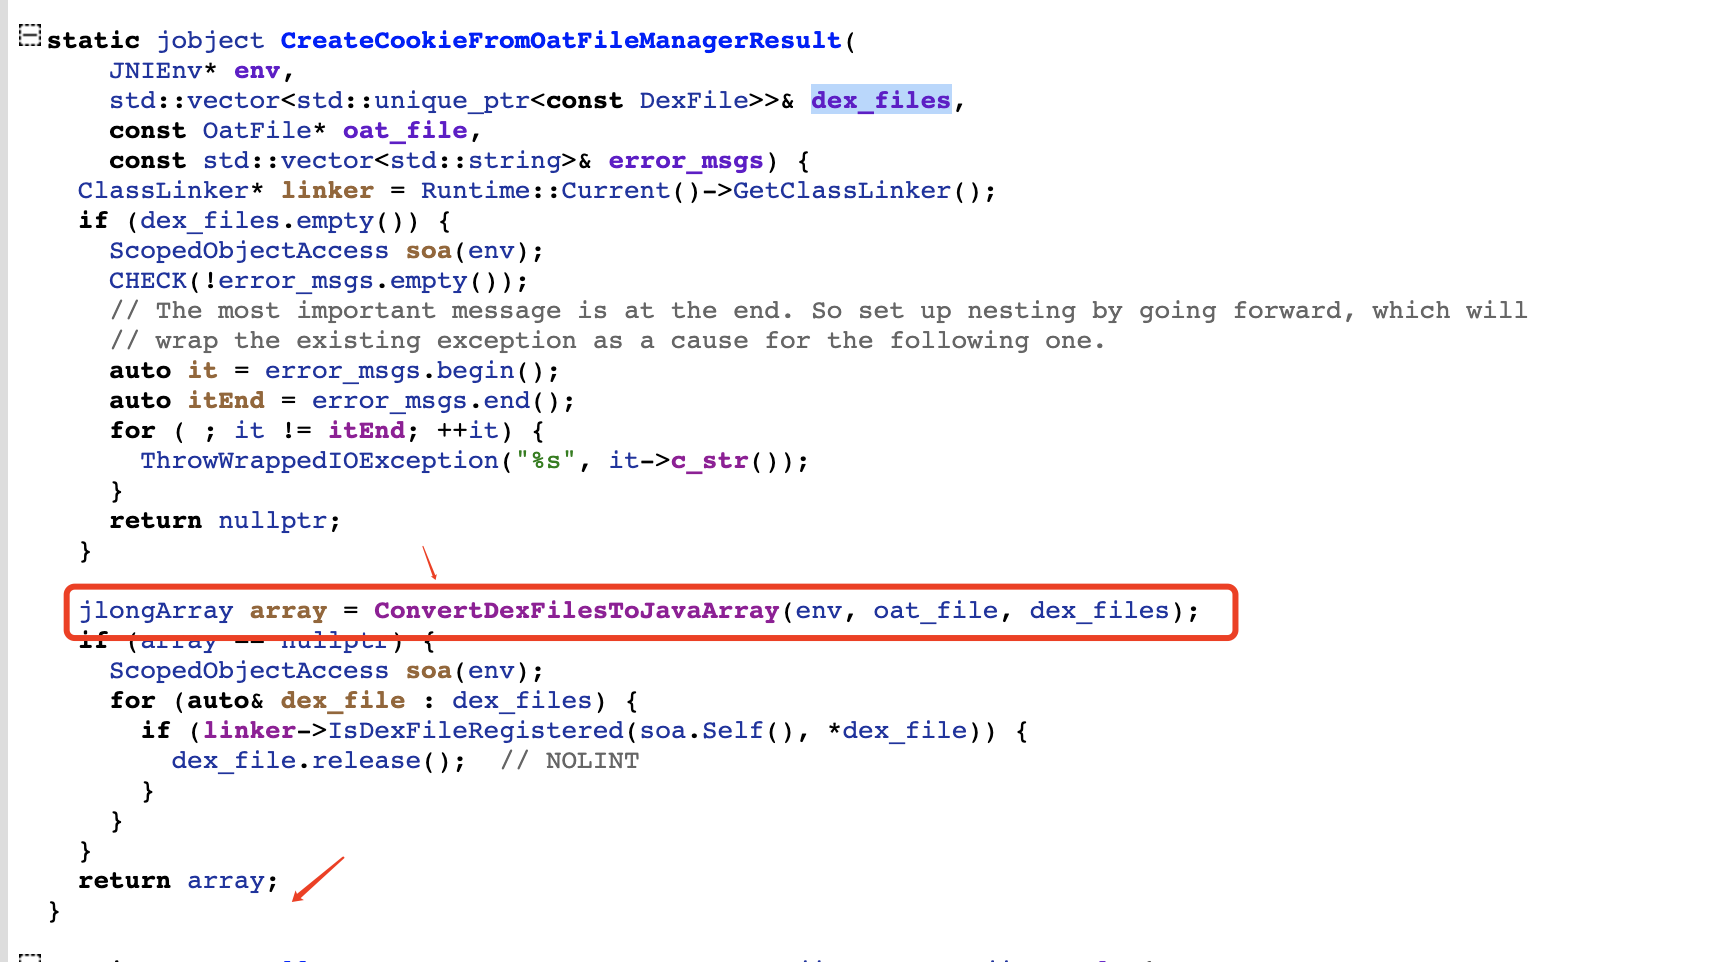 static jobject CreateCookieFromOatFileManagerResult(
    JNIEnv* env,
    std::vector<std::unique_ptr<const DexFile>>& dex_files,
    const OatFile* oat_file,
    const std::vector<std::string>& error_msgs) {
  ClassLinker* linker = Runtime::Current()->GetClassLinker();
  if (dex_files.empty()) {
    ScopedObjectAccess soa(env);
    CHECK(!error_msgs.empty());
    // The most important message is at the end. So set up nesting by going forward, which will
    // wrap the existing exception as a cause for the following one.
    auto it = error_msgs.begin();
    auto itEnd = error_msgs.end();
    for ( ; it != itEnd; ++it) {
      ThrowWrappedIOException("%s", it->c_str());
    }
    return nullptr;
  }
  jlongArray array = ConvertDexFilesToJavaArray(env, oat_file, dex_files);
  if (array == nullptr) {
    ScopedObjectAccess soa(env);
    for (auto& dex_file : dex_files) {
      if (linker->IsDexFileRegistered(soa.Self(), *dex_file)) {
        dex_file.release();  // NOLINT
      }
    }
  }
  return array;
}